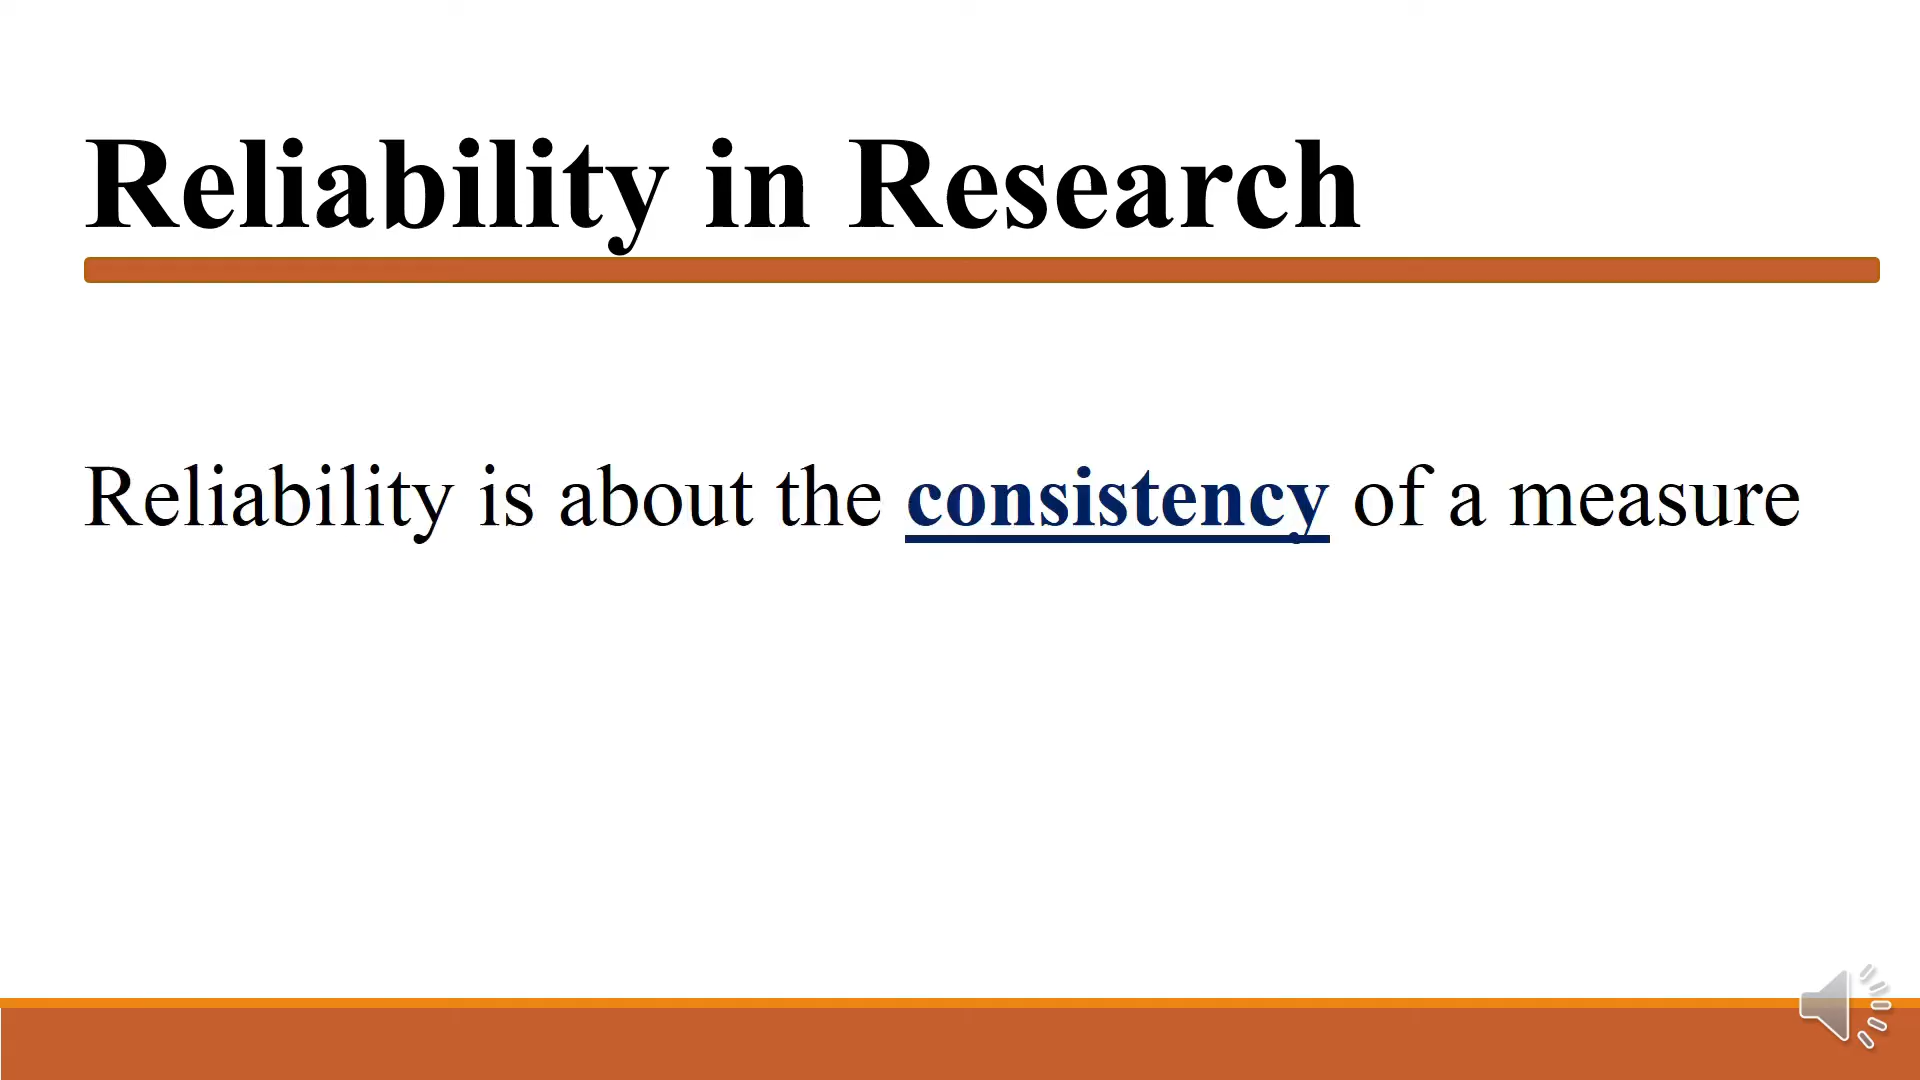 Reliability in Research
Reliability is about the consistency of a measure